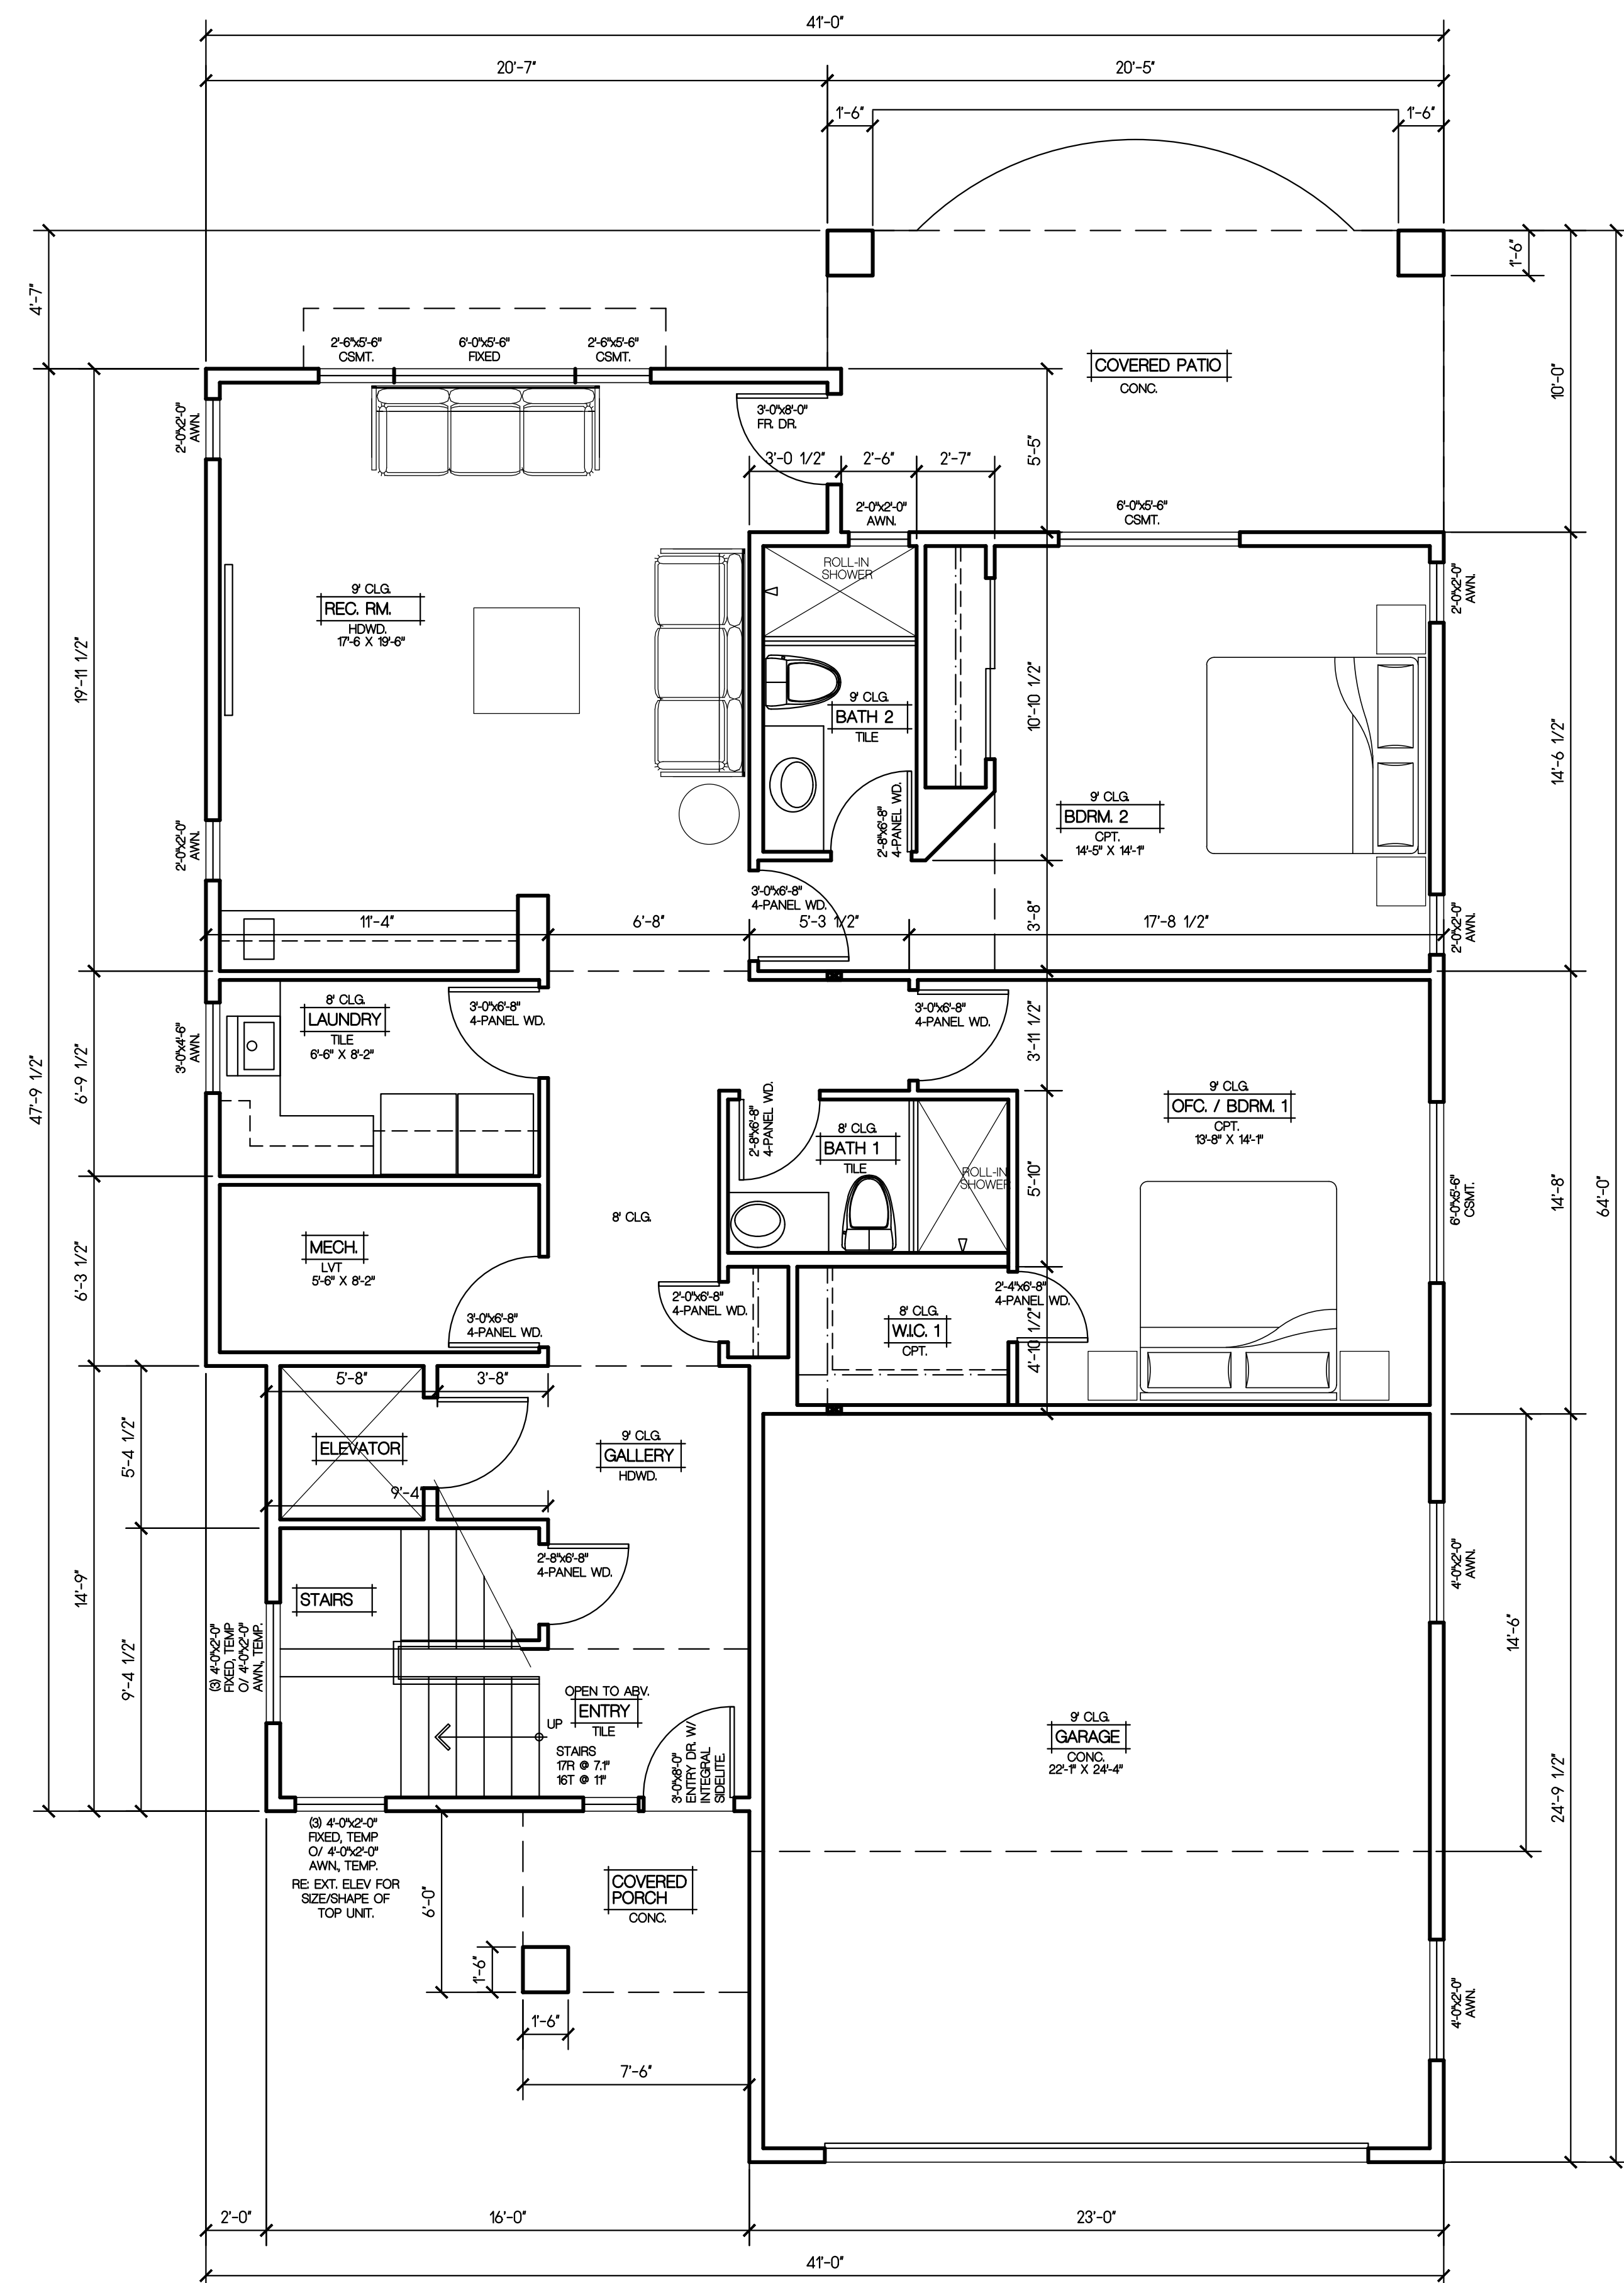 41'-0"
20'-7"
20'-5"
1'-6"
1'-6"
1'-6"
4'-7"
2'-6"x5'-6"
CSMT.
6'-0"x5'-6"
FIXED
2'-6"x5'-6"
CSMT.
COVERED PATIO
CONC.
10'-0"
2'-0"x2'-0"
AWN.
3'-0"x8'-0"
FR. DR.
5'-5"
3'-0 1/2"
2'-6"
2'-7"
2'-0"x2'-0"
AWN.
6'-0"x5'-6"
CSMT.
ROLL-IN
SHOWER
2'-0"x2'-0"
AWN.
9' CLG.
REC. RM.
HDWD.
17'-6 X 19'-6"
19'-11 1/2"
10'-10 1/2"
14'-6 1/2"
9' CLG.
BATH 2
TILE
2'-8"x6'-8"
4-PANEL WD.
9' CLG.
BDRM. 2
CPT.
14'-5" X 14'-1"
2'-0"x2'-0"
AWN.
3'-0"x6'-8"
4-PANEL WD.
11'-4"
6'-8"
5'-3 1/2"
3'-8"
17'-8 1/2"
2'-0"x2'-0"
AWN.
8' CLG.
LAUNDRY
TILE
6'-6" X 8'-2"
3'-0"x4'-6"
AWN.
3'-0"x6'-8"
4-PANEL WD.
3'-0"x6'-8"
4-PANEL WD.
3'-11 1/2"
47'-9 1/2"
6'-9 1/2"
9' CLG.
OFC. / BDRM. 1
CPT.
13'-8" X 14'-1"
2'-8"x6'-8"
4-PANEL WD.
8' CLG.
BATH 1
TILE
ROLL-IN
SHOWER
5'-10"
6'-0"x5'-6"
CSMT.
14'-8"
64'-0"
8' CLG.
MECH.
LVT
5'-6" X 8'-2"
6'-3 1/2"
3'-0"x6'-8"
4-PANEL WD.
2'-0"x6'-8"
4-PANEL WD.
8' CLG.
W.I.C. 1
CPT.
2'-4"x6'-8"
4-PANEL WD.
4'-10 1/2"
5'-8"
3'-8"
5'-4 1/2"
ELEVATOR
9' CLG.
GALLERY
HDWD.
9'-4"
2'-8"x6'-8"
4-PANEL WD.
STAIRS
14'-9"
9'-4 1/2"
(3) 4'-0"x2'-0"
FIXED, TEMP
O/ 4'-0"x2'-0"
AWN., TEMP.
4'-0"x2'-0"
AWN.
14'-6"
OPEN TO ABV.
ENTRY
TILE
UP
STAIRS
17R @ 7.1"
16T @ 11"
3'-0"x8'-0"
ENTRY DR. W/
INTEGRAL
SIDELITE.
9' CLG.
GARAGE
CONC.
22'-1" X 24'-4"
24'-9 1/2"
(3) 4'-0"x2'-0"
FIXED, TEMP
O/ 4'-0"x2'-0"
AWN., TEMP.
RE: EXT. ELEV FOR
SIZE/SHAPE OF
TOP UNIT.
6'-0"
COVERED
PORCH
CONC.
1'-6"
1'-6"
4'-0"x2'-0"
AWN.
7'-6"
2'-0"
16'-0"
23'-0"
41'-0"